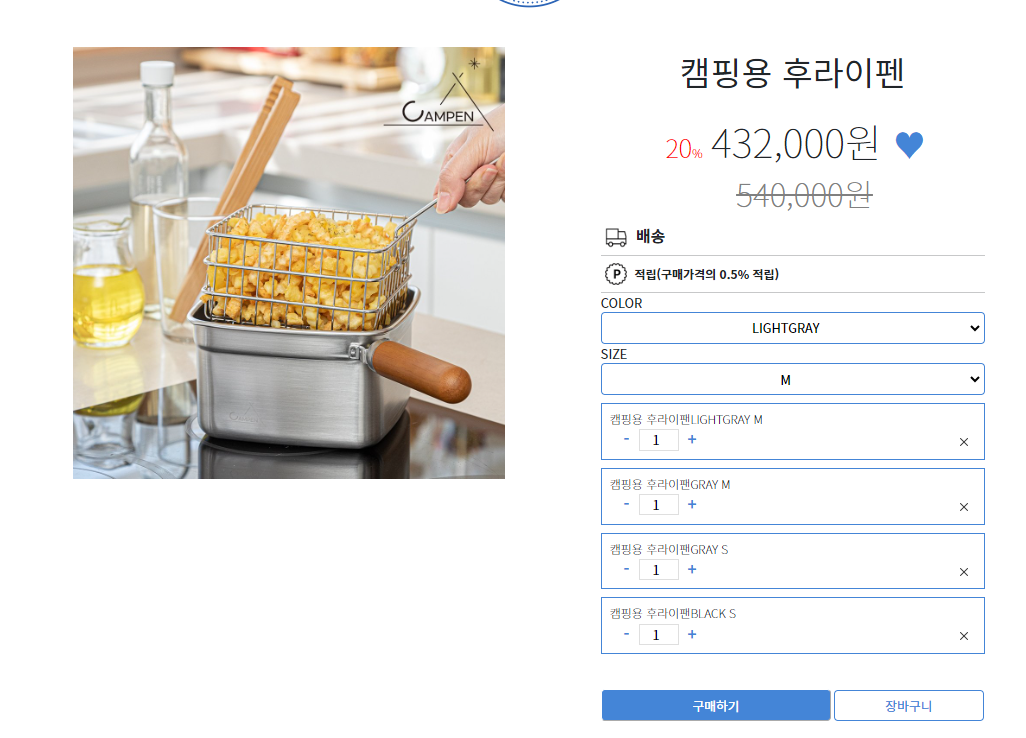 CAMPEN
캠핑용 후라이펜
20% 432,000원
540,000원
배송
P 적립(구매가격의 0.5% 적립)
COLOR
LIGHTGRAY
SIZE
M
캠핑용 후라이팬LIGHTGRAY M
- 1 + ×
캠핑용 후라이팬GRAY M
- 1 + ×
캠핑용 후라이팬GRAY S
- 1 + ×
캠핑용 후라이팬BLACK S
- 1 + ×
구매하기 장바구니